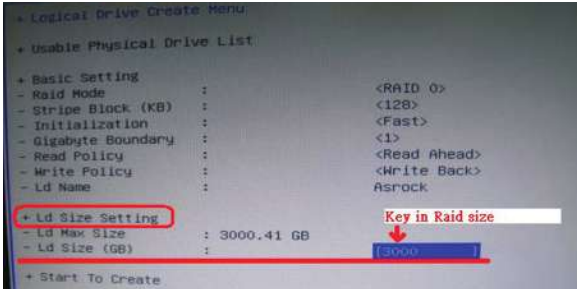 + Logical Drive Create Menu
+ Usable Physical Drive List
+ Basic Setting
- Raid Mode : <RAID 0>
- Stripe Block (KB) : <128>
- Initialization : <Fast>
- Gigabyte Boundary : <1>
- Read Policy : <Read Ahead>
- Write Policy : <Write Back>
- Ld Name : Asrock
+ Ld Size Setting
Key in Raid size
- Ld Max Size : 3000.41 GB
- Ld Size (GB) : [3000 ]
+ Start To Create